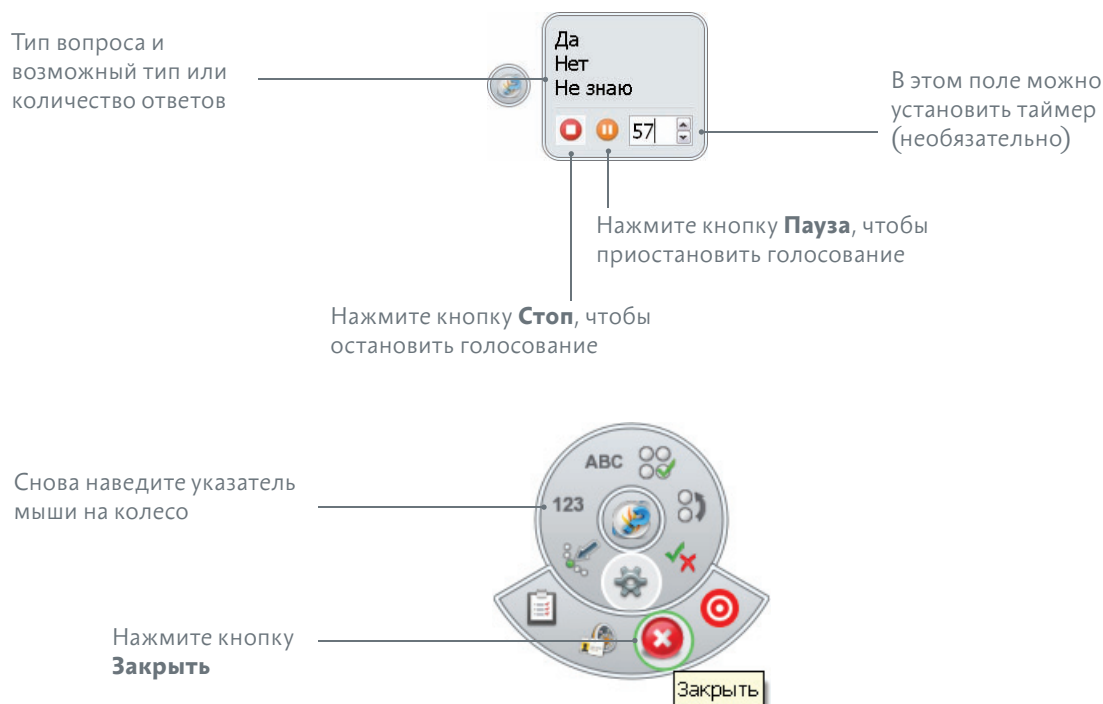 Тип вопроса и
возможный тип или
количество ответов
Да
Нет
Не знаю
57
В этом поле можно
установить таймер
(необязательно)
Нажмите кнопку Пауза, чтобы
приостановить голосование
Нажмите кнопку Стоп, чтобы
остановить голосование
ABC
123
Снова наведите указатель
мыши на колесо
Нажмите кнопку
Закрыть
Закрыть